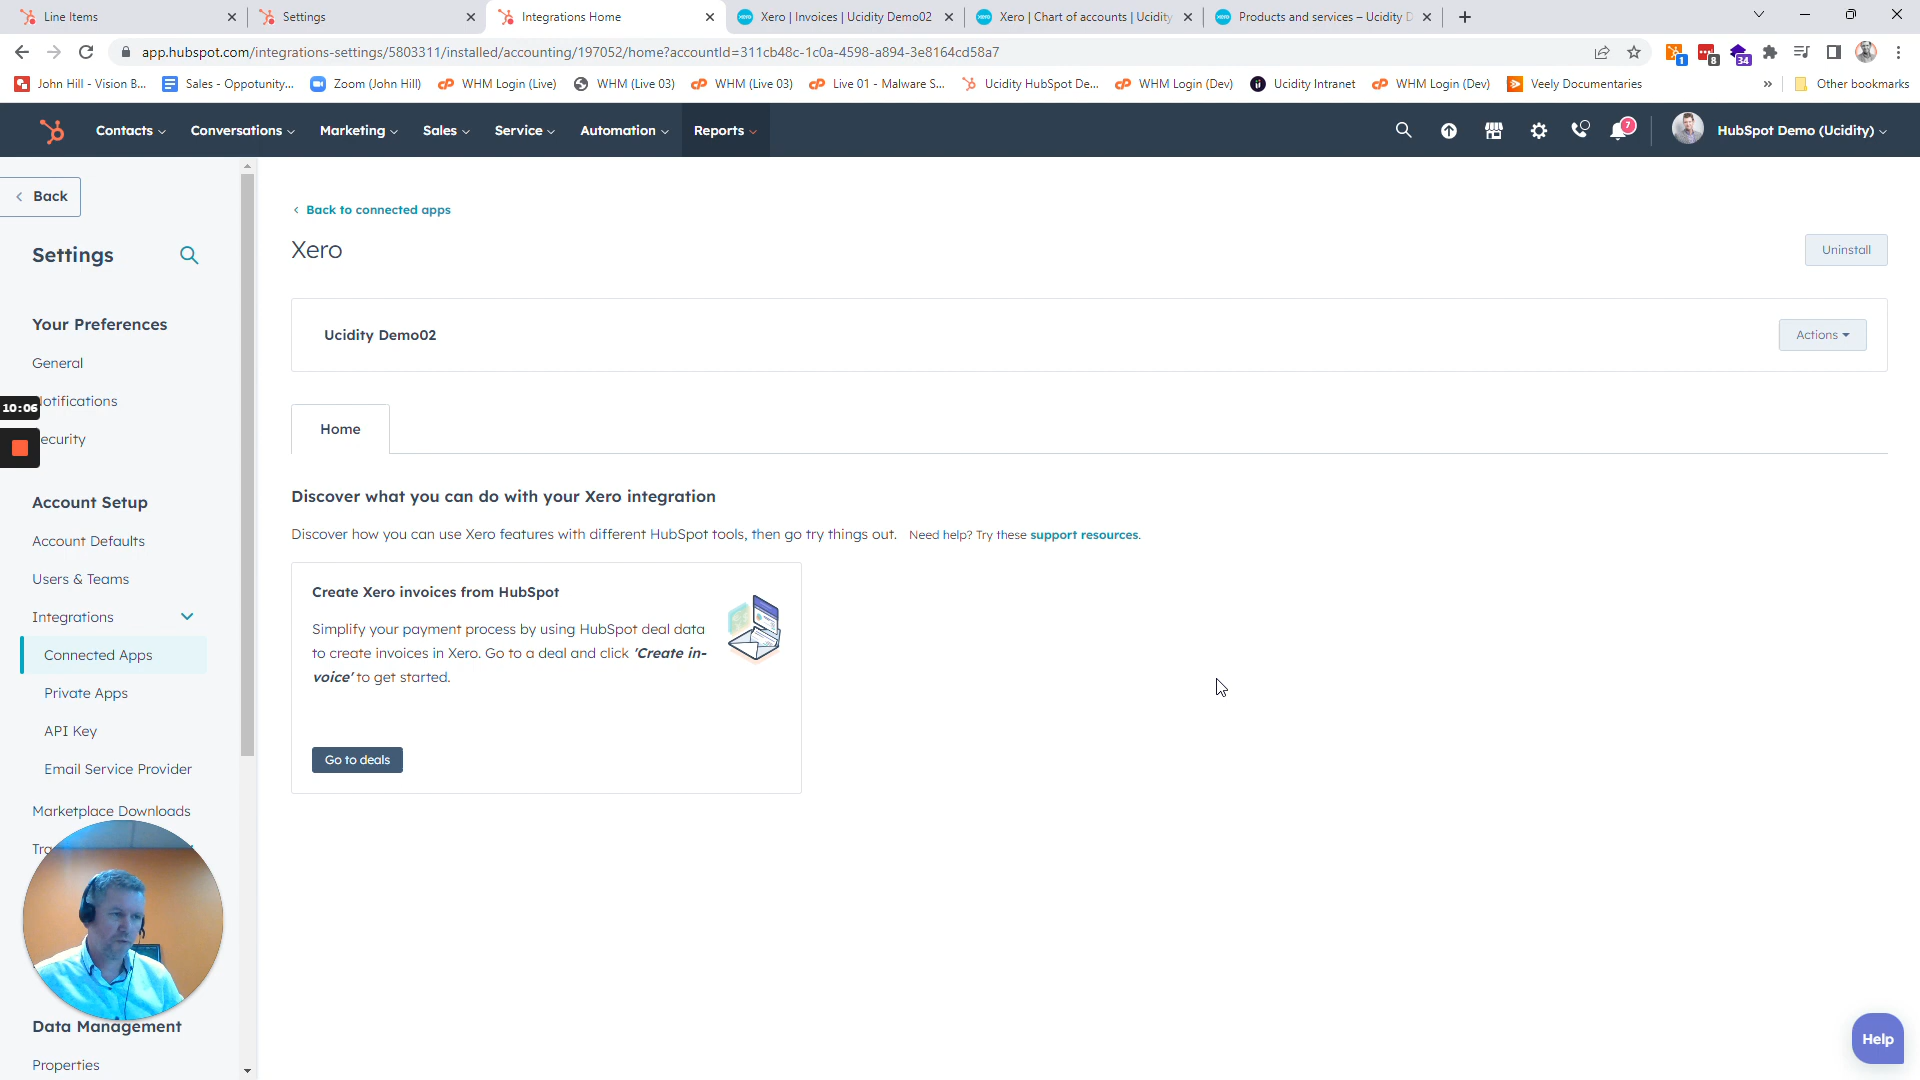 Line Items
Settings
Integrations Home
Xero | Invoices | Ucidity Demo02
Xero | Chart of accounts | Ucidity
Products and services – Ucidity D
app.hubspot.com/integrations-settings/5803311/installed/accounting/197052/home?accountId=311cb48c-1c0a-4598-a894-3e8164cd58a7
1
8
34
John Hill - Vision B...
Sales - Oppotunity...
Zoom (John Hill)
WHM Login (Live)
WHM (Live 03)
WHM (Live 03)
Live 01 - Malware S...
Ucidity HubSpot De...
WHM Login (Dev)
Ucidity Intranet
WHM Login (Dev)
Veely Documentaries
»
Other bookmarks
Contacts
Conversations
Marketing
Sales
Service
Automation
Reports
7
HubSpot Demo (Ucidity)
Back
Settings
Your Preferences
General
otifications
ecurity
10:06
Account Setup
Account Defaults
Users & Teams
Integrations
Connected Apps
Private Apps
API Key
Email Service Provider
Marketplace Downloads
Tra
Data Management
Properties
Back to connected apps
Xero
Uninstall
Ucidity Demo02
Actions
Home
Discover what you can do with your Xero integration
Discover how you can use Xero features with different HubSpot tools, then go try things out. Need help? Try these support resources.
Create Xero invoices from HubSpot
Simplify your payment process by using HubSpot deal data
to create invoices in Xero. Go to a deal and click 'Create in-
voice' to get started.
Go to deals
Help